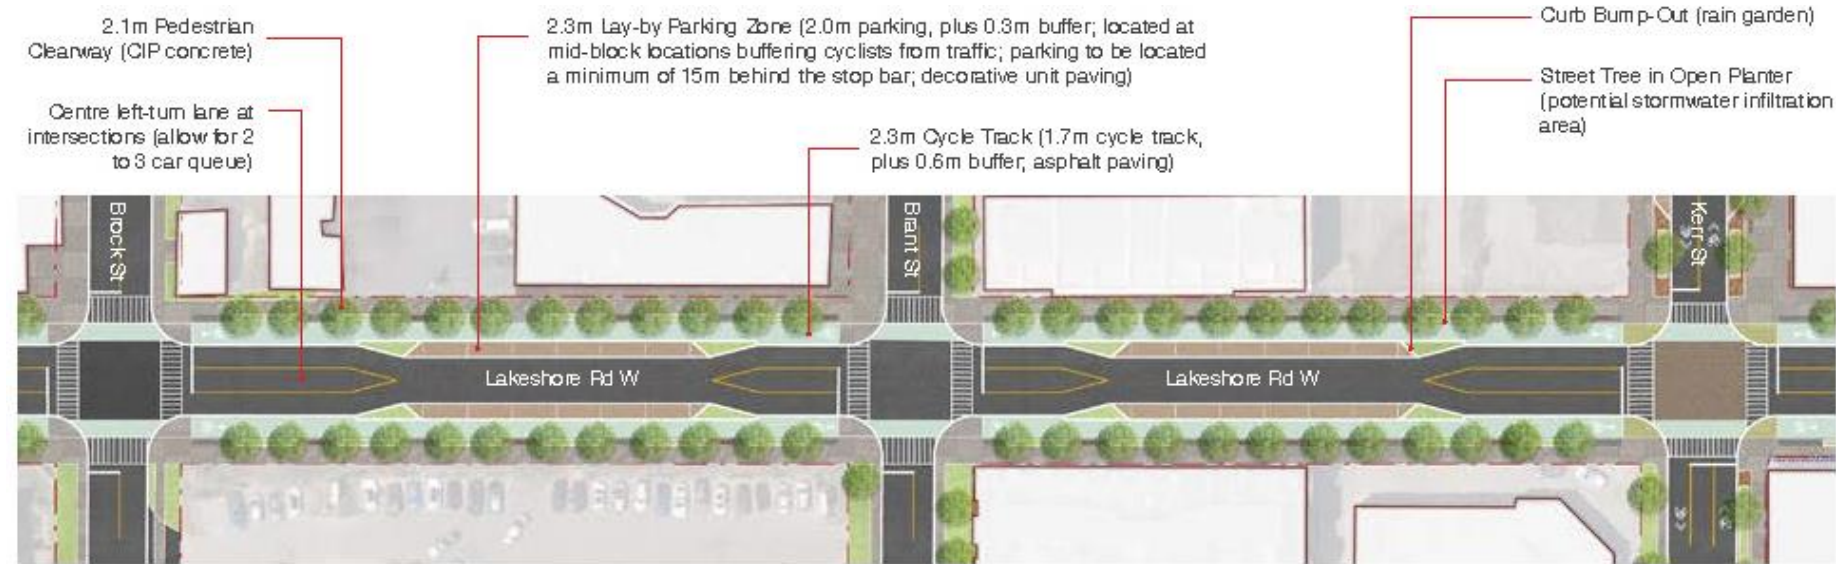 2.1m Pedestrian
Clearway (CIP concrete)
Centre left-turn lane at
intersections (allow for 2
to 3 car queue)
2.3m Lay-by Parking Zone (2.0m parking, plus 0.3m buffer; located at
mid-block locations buffering cyclists from traffic; parking to be located
a minimum of 15m behind the stop bar; decorative unit paving)
2.3m Cycle Track (1.7m cycle track,
plus 0.6m buffer; asphalt paving)
Curb Bump-Out (rain garden)
Street Tree in Open Planter
(potential stormwater infiltration
area)
Brock St
Brant St
Kerr St
Lakeshore Rd W
Lakeshore Rd W